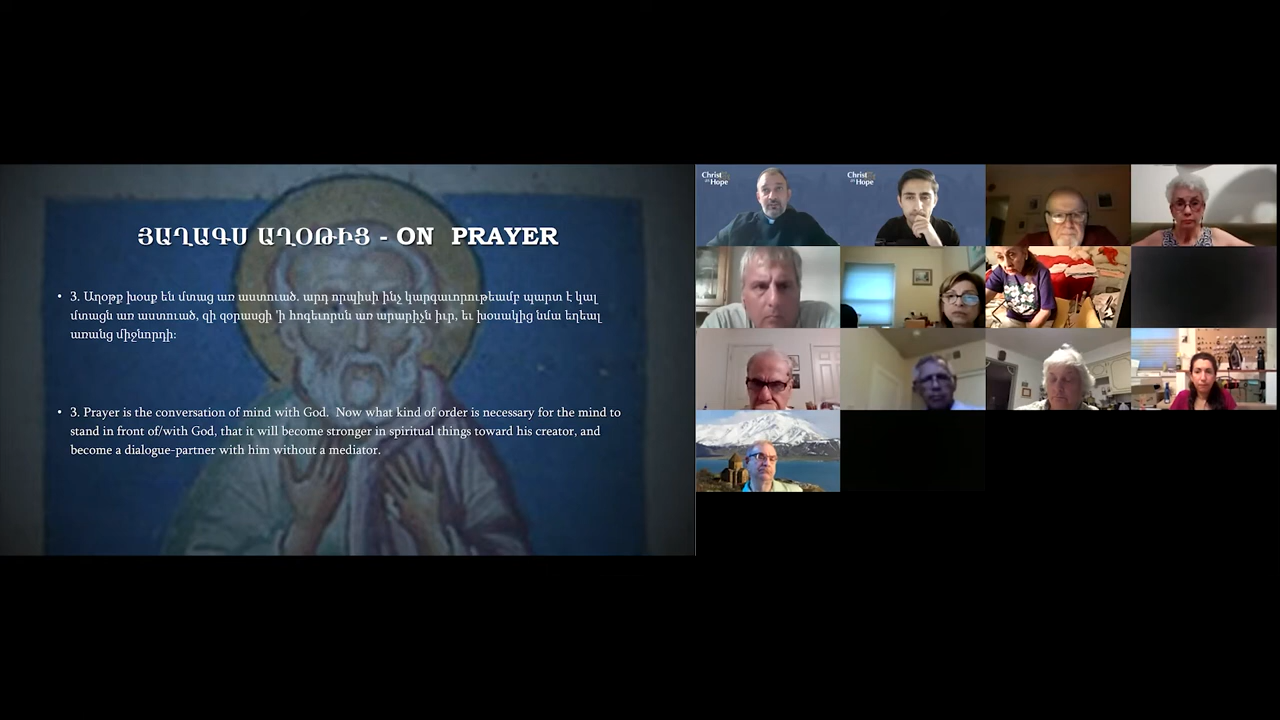 ՅԱՂԱԳՍ ԱՂՕԹԻՑ - ON PRAYER
• 3. Աղօթք խօսք են մտաց առ աստուած. արդ որպիսի ինչ կարգաւորութեամբ պարտ է կալ
մտացն առ աստուած, զի զօրասցի 'ի հոգեւորսն առ արարիչն իւր, եւ խօսակից նմա եղեալ
առանց միջնորդի:
• 3. Prayer is the conversation of mind with God. Now what kind of order is necessary for the mind to
stand in front of/with God, that it will become stronger in spiritual things toward his creator, and
become a dialogue-partner with him without a mediator.
Christ
Hope
Christ
Hope